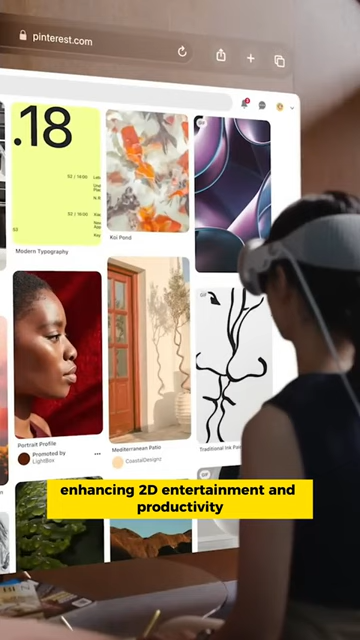 pinterest.com
.18
Modern Typography
Koi Pond
Portrait Profile
Promoted by
LightBox
Mediterranean Patio
CoastalDesignz
Traditional Ink
enhancing 2D entertainment and
productivity